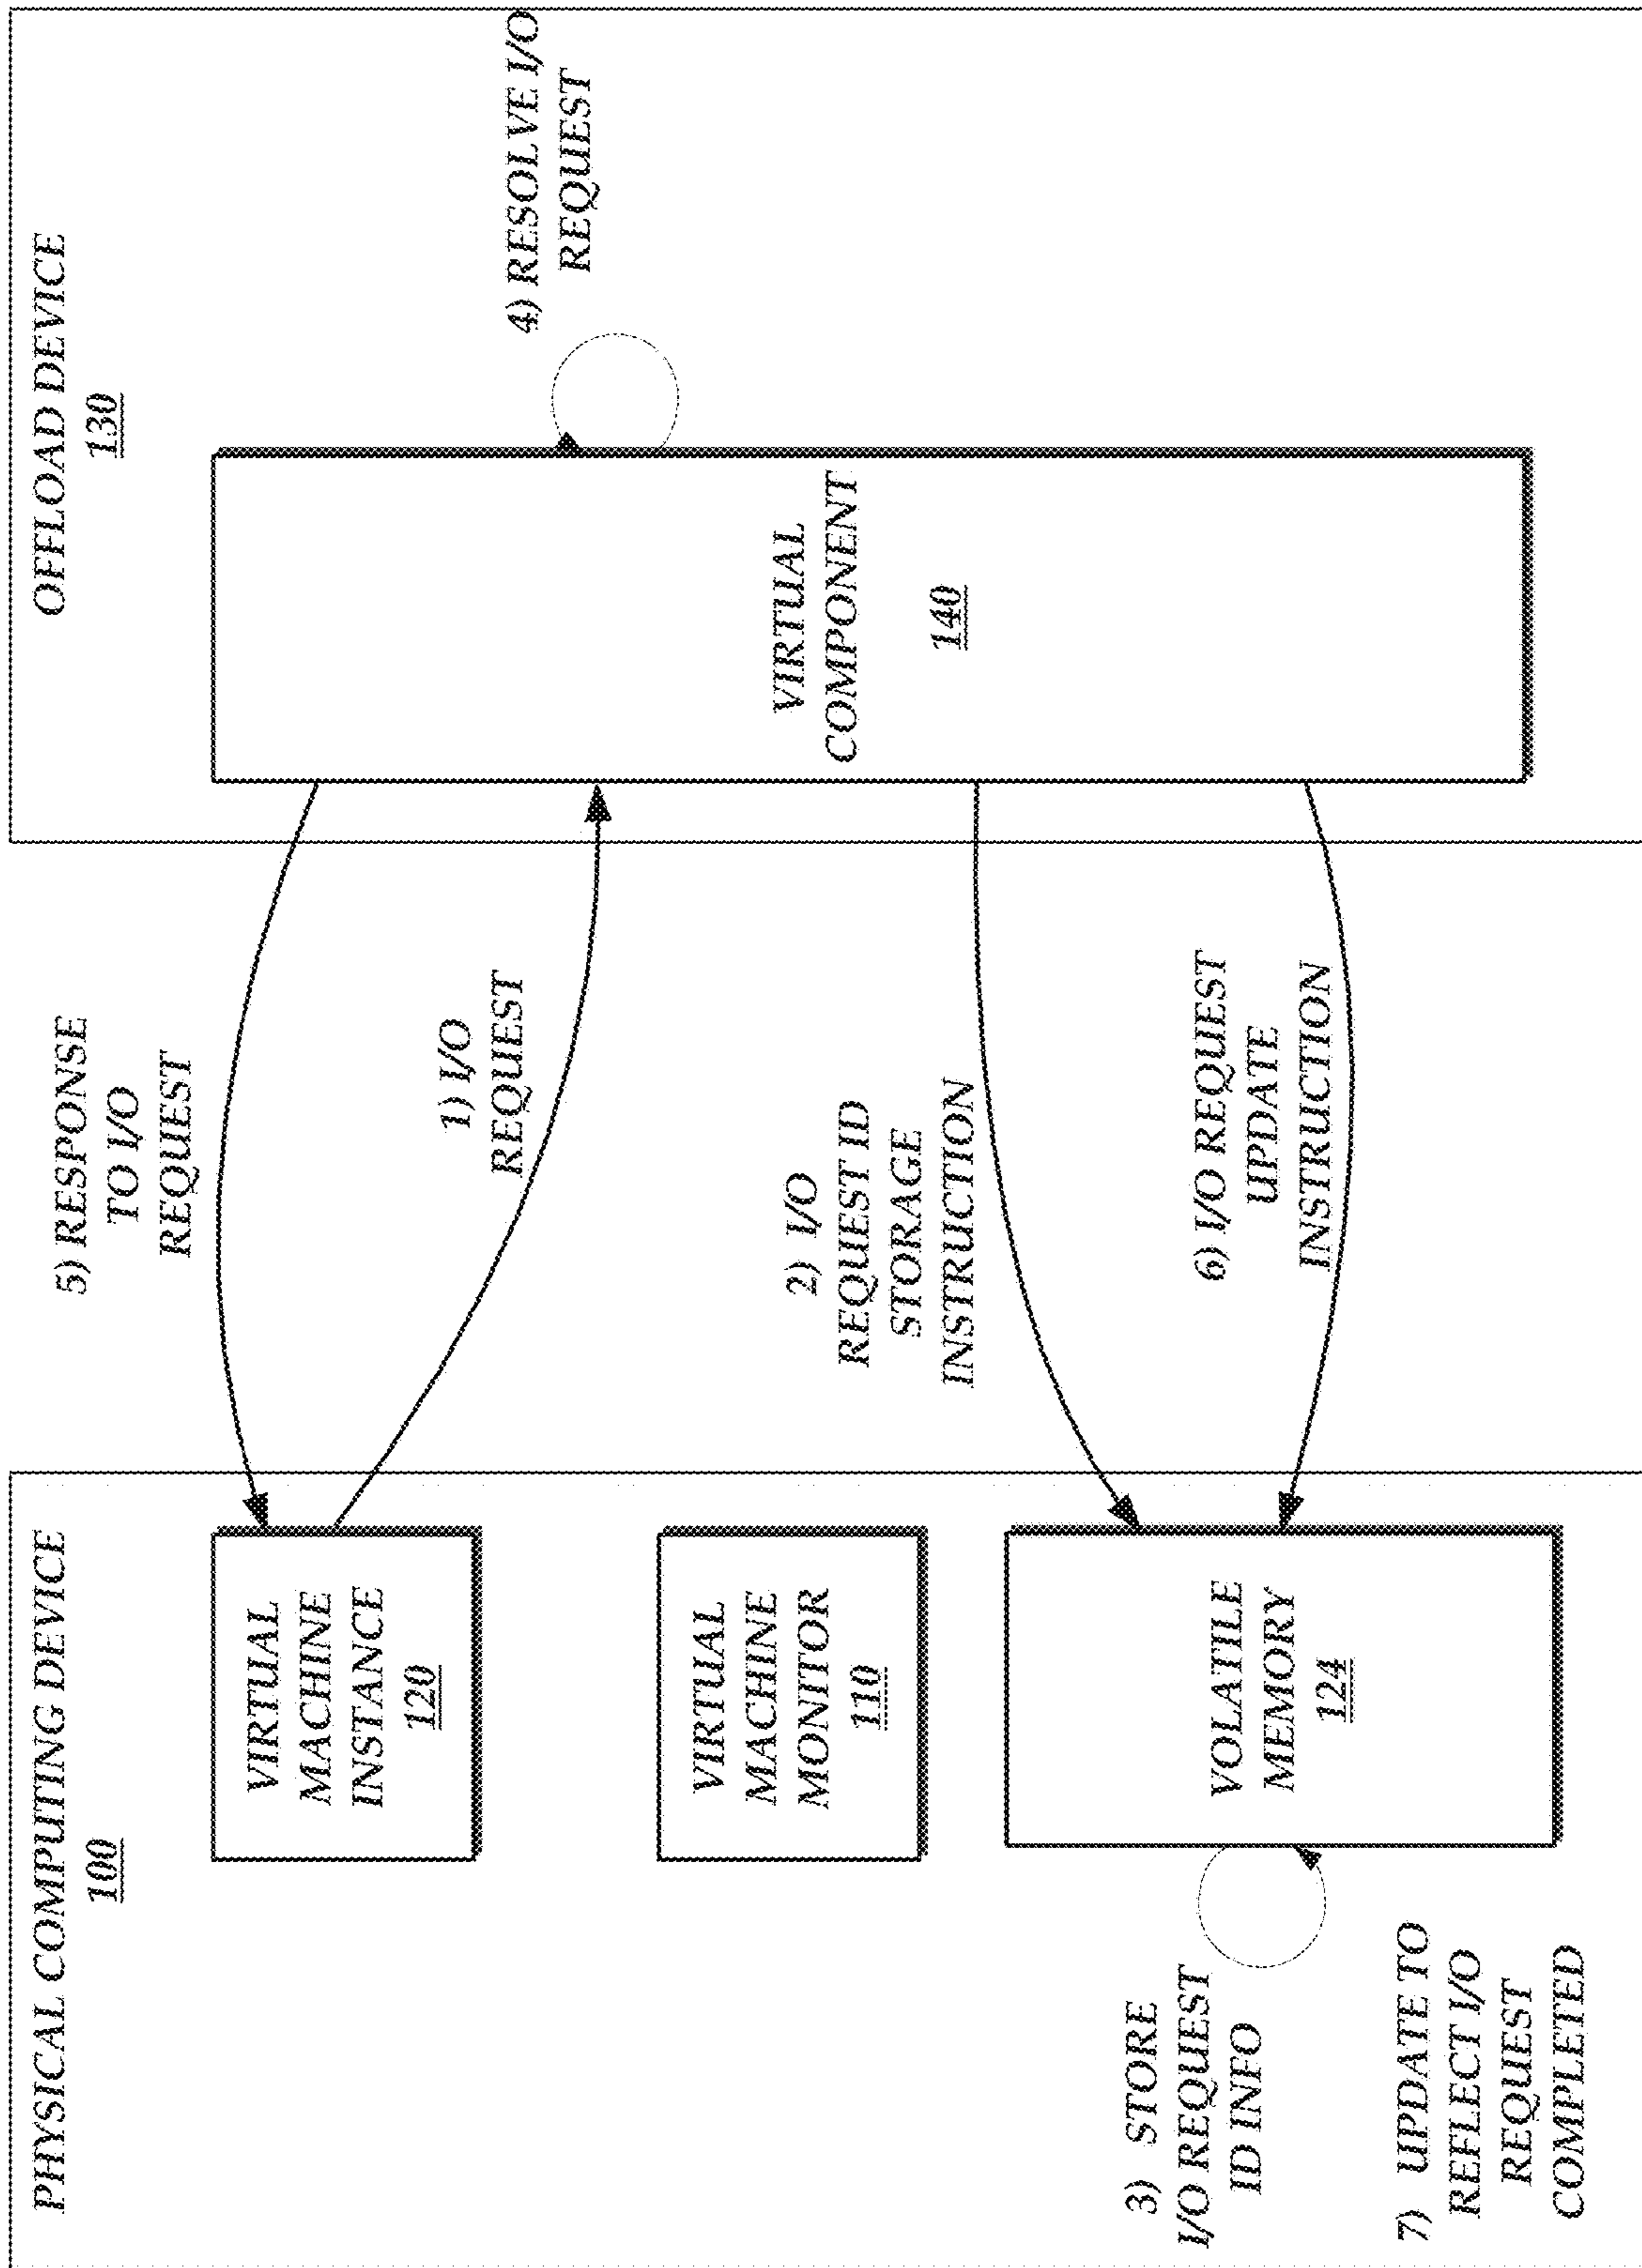 PHYSICAL COMPUTING DEVICE
100
VIRTUAL
MACHINE
INSTANCE
120
VIRTUAL
MACHINE
MONITOR
110
VOLATILE
MEMORY
124
3) STORE
I/O REQUEST
ID INFO
7) UPDATE TO
REFLECT I/O
REQUEST
COMPLETED
5) RESPONSE
TO I/O
REQUEST
1) I/O
REQUEST
2) I/O
REQUEST ID
STORAGE
INSTRUCTION
6) I/O REQUEST
UPDATE
INSTRUCTION
OFFLOAD DEVICE
130
4) RESOLVE I/O
REQUEST
VIRTUAL
COMPONENT
140